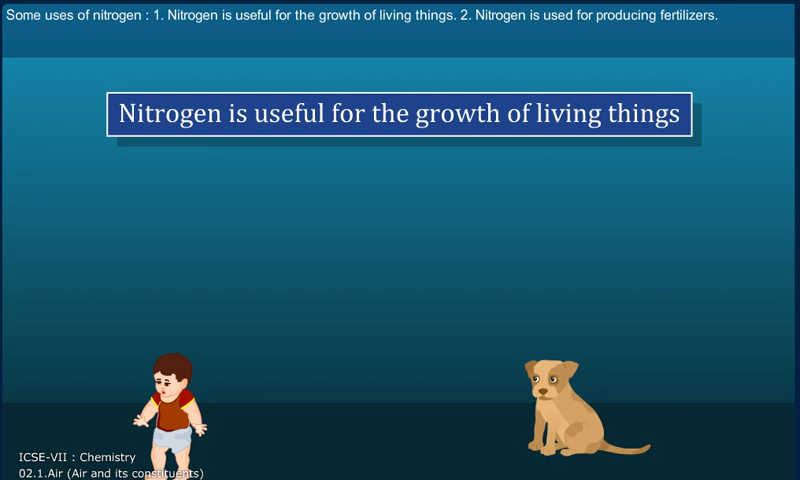 Some uses of nitrogen : 1. Nitrogen is useful for the growth of living things. 2. Nitrogen is used for producing fertilizers.
Nitrogen is useful for the growth of living things
ICSE-VII : Chemistry
02.1.Air (Air and its constituents)